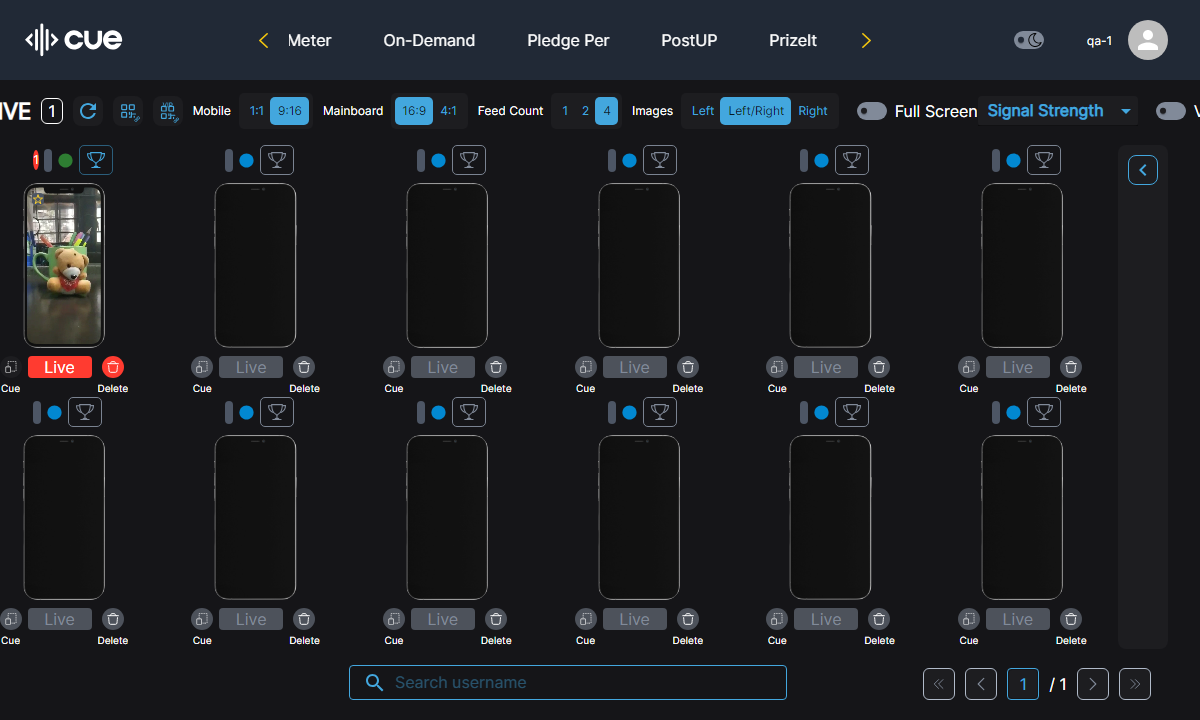 cue Meter On-Demand Pledge Per PostUP PrizeIt qa-1
IVE 1 Mobile 1:1 9:16 Mainboard 16:9 4:1 Feed Count 1 2 4 Images Left Left/Right Right Full Screen Signal Strength V
1
Live Live Live Live Live Live
Cue Delete Cue Delete Cue Delete Cue Delete Cue Delete Cue Delete
Live Live Live Live Live Live
Cue Delete Cue Delete Cue Delete Cue Delete Cue Delete Cue Delete
Search username 1 / 1